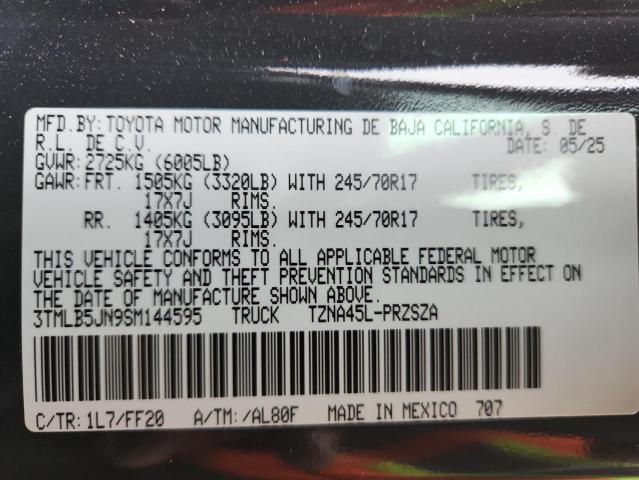 MFD.BY:TOYOTA MOTOR MANUFACTURING DE BAJA CALIFORNIA, S DE
R.L. DE C.V. DATE: 05/25
GVWR:2725KG (6005LB)
GAWR:FRT. 1505KG (3320LB) WITH 245/70R17 TIRES,
17X7J RIMS.
RR. 1405KG (3095LB) WITH 245/70R17 TIRES,
17X7J RIMS.
THIS VEHICLE CONFORMS TO ALL APPLICABLE FEDERAL MOTOR
VEHICLE SAFETY AND THEFT PREVENTION STANDARDS IN EFFECT ON
THE DATE OF MANUFACTURE SHOWN ABOVE.
3TMLB5JN9SM144595 TRUCK TZNA45L-PRZSZA
C/TR:1L7/FF20 A/TM:/AL80F MADE IN MEXICO 707